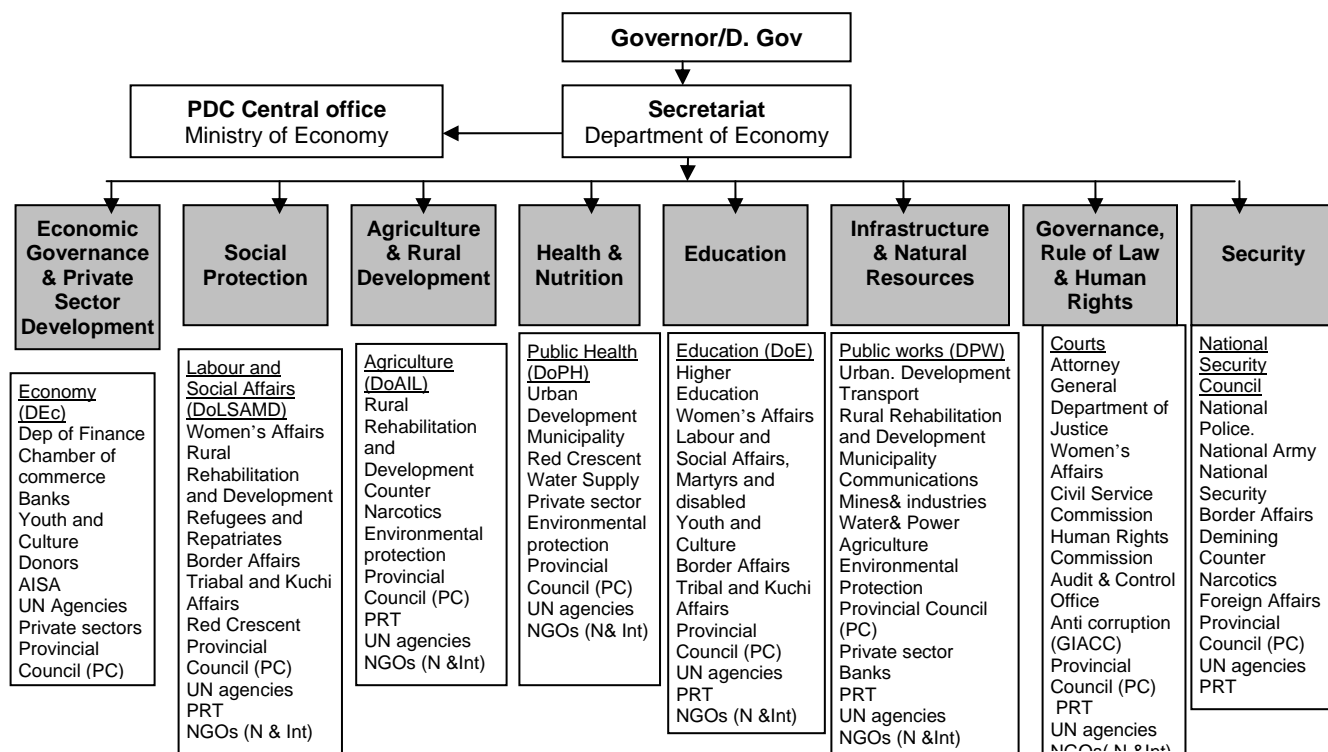 Governor/D. Gov
PDC Central office
Ministry of Economy
Secretariat
Department of Economy
Economic
Governance
& Private
Sector
Development
Social
Protection
Agriculture
& Rural
Development
Health &
Nutrition
Education
Infrastructure
& Natural
Resources
Governance,
Rule of Law
& Human
Rights
Security
Economy
(DEc)
Dep of Finance
Chamber of
commerce
Banks
Youth and
Culture
Donors
AISA
UN Agencies
Private sectors
Provincial
Council (PC)
Labour and
Social Affairs
(DoLSAMD)
Women's Affairs
Rural
Rehabilitation
and Development
Refugees and
Repatriates
Border Affairs
Triabal and Kuchi
Affairs
Red Crescent
Provincial
Council (PC)
UN agencies
PRT
NGOs (N & Int)
Agriculture
(DoAIL)
Rural
Rehabilitation
and
Development
Counter
Narcotics
Environmental
protection
Provincial
Council (PC)
PRT
UN agencies
NGOs (N &Int)
Public Health
(DoPH)
Urban
Development
Municipality
Red Crescent
Water Supply
Private sector
Environmental
protection
Provincial
Council (PC)
UN agencies
NGOs (N& Int)
Education (DoE)
Higher
Education
Women's Affairs
Labour and
Social Affairs,
Martyrs and
disabled
Youth and
Culture
Border Affairs
Tribal and Kuchi
Affairs
Provincial
Council (PC)
UN agencies
PRT
NGOs (N &Int)
Public works (DPW)
Urban. Development
Transport
Rural Rehabilitation
and Development
Municipality
Communications
Mines& industries
Water& Power
Agriculture
Environmental
Protection
Provincial Council
(PC)
Private sector
Banks
PRT
UN agencies
NGOs (N &Int)
Courts
Attorney
General
Department of
Justice
Women's
Affairs
Civil Service
Commission
Human Rights
Commission
Audit & Control
Office
Anti corruption
(GIACC)
Provincial
Council (PC)
PRT
UN agencies
NGOs( N &Int)
National
Security
Council
National
Police.
National Army
National
Security
Border Affairs
Demining
Counter
Narcotics
Foreign Affairs
Provincial
Council (PC)
UN agencies
PRT